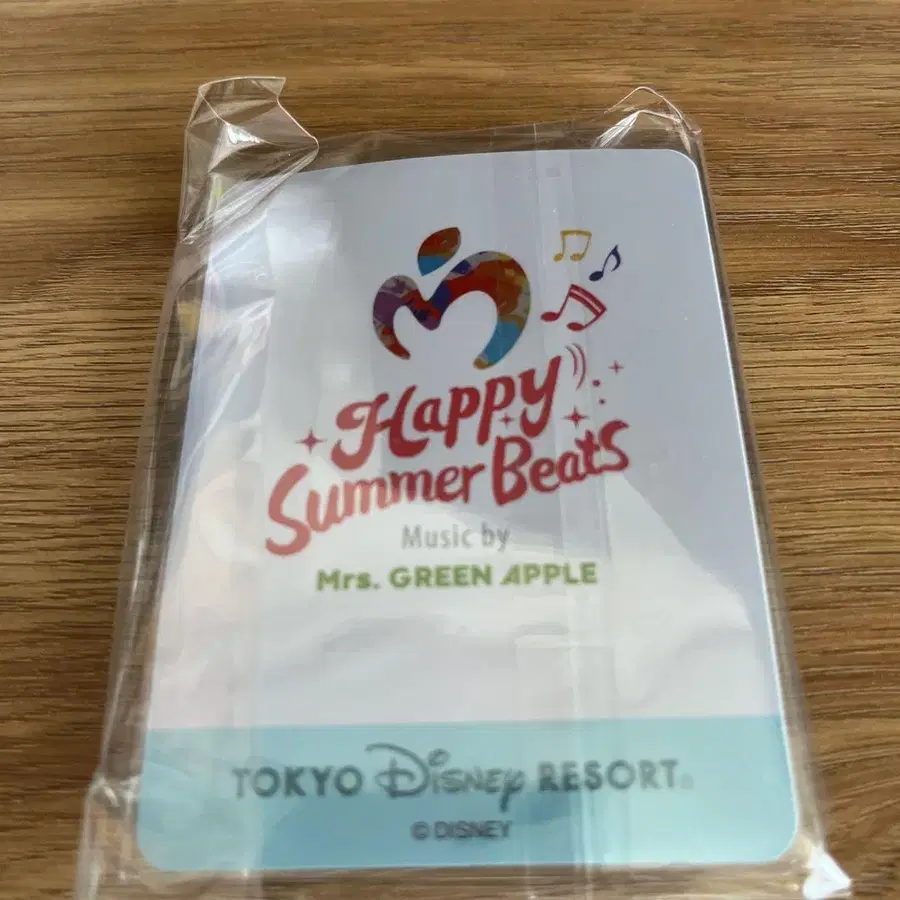 Happy
Summer Beats
Music by
Mrs. GREEN APPLE
TOKYO Disney RESORT®
© DISNEY